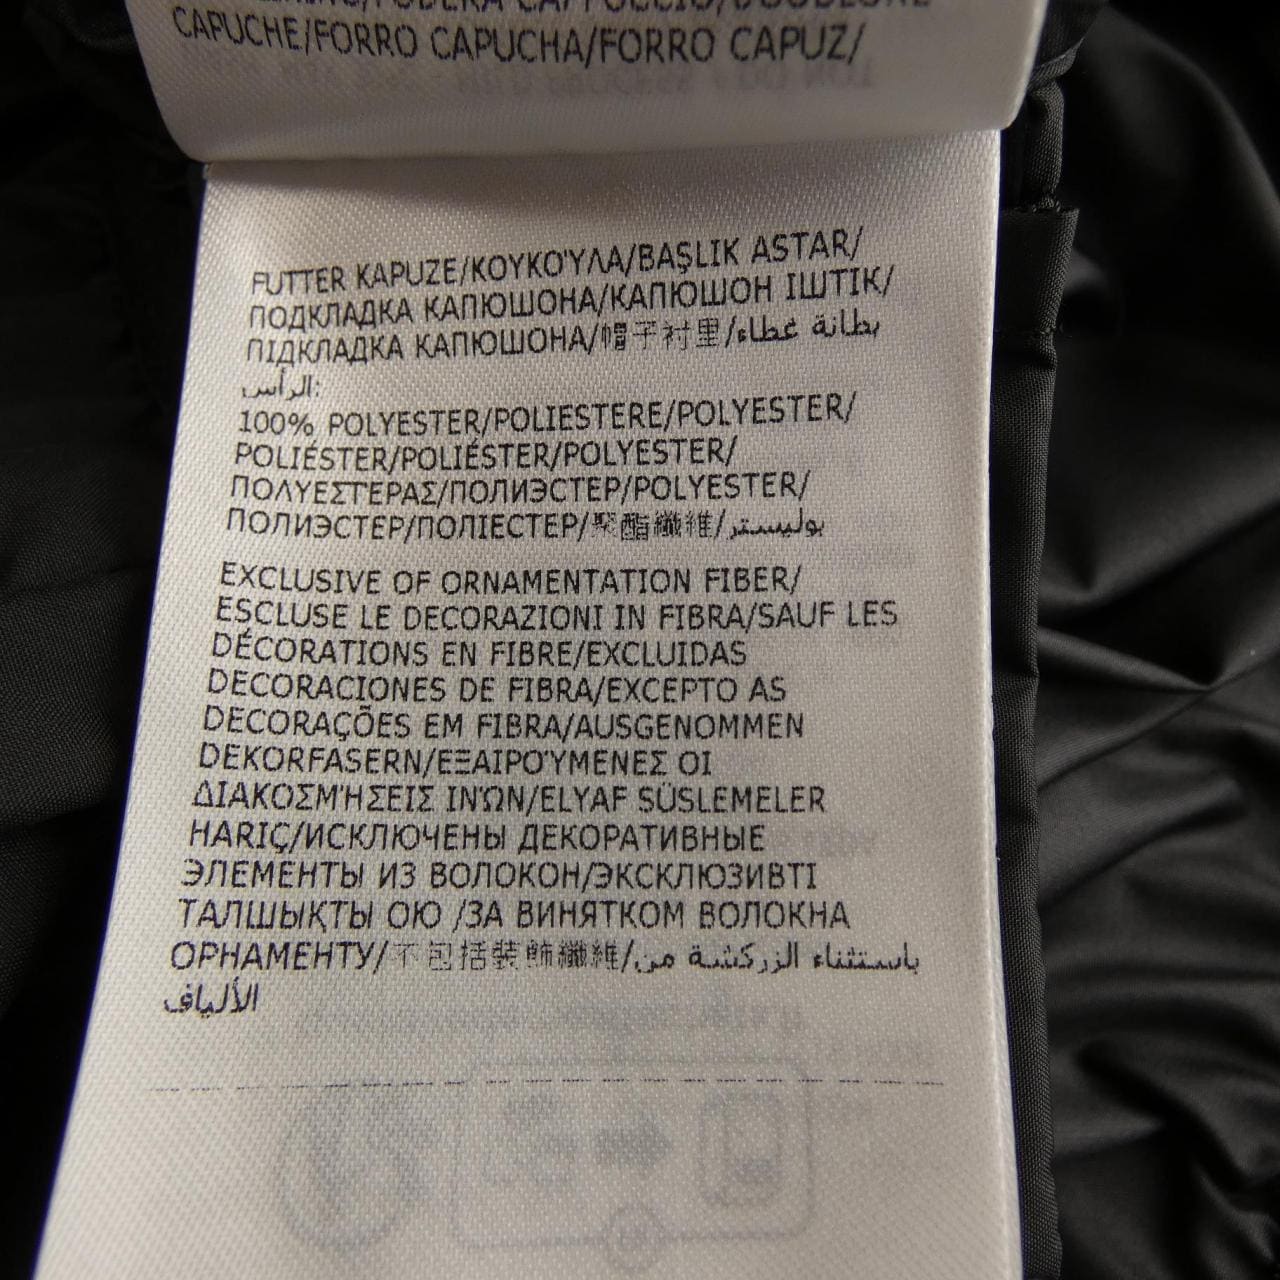 CAPUCHE/FORRO CAPUCHA/FORRO CAPUZ/
FUTTER KAPUZE/ΚΟΥΚΟΎΛΑ/BAŞLIK ASTAR/
ПОДКЛАДКА КАПЮШОНА/КАПЮШОН ІШТІК/
ПІДКЛАДКА КАПЮШОНА/帽子衬里/بطانة غطاء
الرأس:
100% POLYESTER/POLIESTERE/POLYESTER/
POLIÉSTER/POLIÉSTER/POLYESTER/
ΠΟΛΥΕΣΤΈΡΑΣ/ПОЛИЭСТЕР/POLYESTER/
ПОЛИЭСТЕР/ПОЛІЕСТЕР/聚酯纖維/بوليستر
EXCLUSIVE OF ORNAMENTATION FIBER/
ESCLUSE LE DECORAZIONI IN FIBRA/SAUF LES
DÉCORATIONS EN FIBRE/EXCLUIDAS
DECORACIONES DE FIBRA/EXCEPTO AS
DECORAÇÕES EM FIBRA/AUSGENOMMEN
DEKORFASERN/ΕΞΑΙΡΟΎΜΕΝΕΣ ΟΙ
ΔΙΑΚΟΣΜΉΣΕΙΣ ΙΝΏΝ/ELYAF SÜSLEMELER
HARIÇ/ИСКЛЮЧЕНЫ ДЕКОРАТИВНЫЕ
ЭЛЕМЕНТЫ ИЗ ВОЛОКОН/ЭКСКЛЮЗИВТІ
ТАЛШЫҚТЫ ОЮ /ЗА ВИНЯТКОМ ВОЛОКНА
ОРНАМЕНТУ/不包括裝飾纖維/باستثناء الزركشة من
الألياف